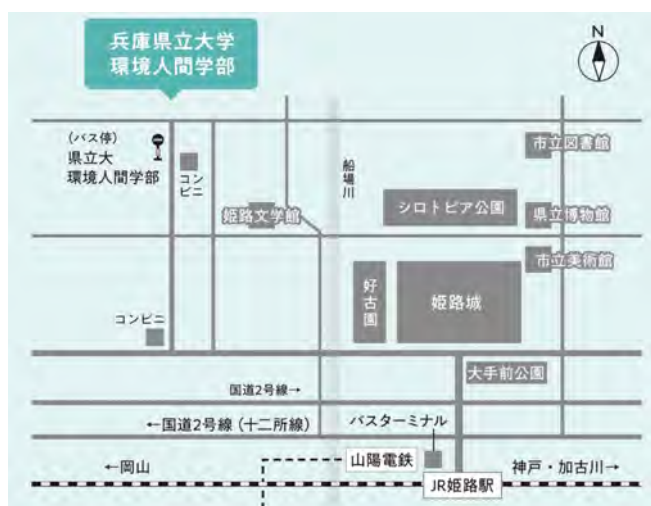 兵庫県立大学
環境人間学部
N
(バス停)
県立大
環境人間学部
コン
ビニ
船場川
市立図書館
シロトピア公園
姫路文学館
県立博物館
市立美術館
好古園
姫路城
コンビニ
大手前公園
国道2号線→
←国道2号線(十二所線)
バスターミナル
←岡山
山陽電鉄
神戸・加古川→
JR姫路駅